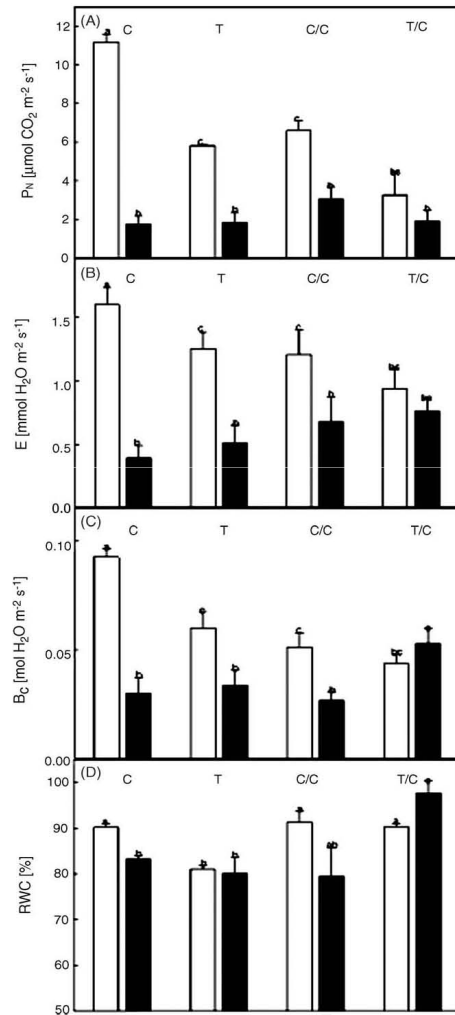 (A)
C T C/C T/C
12
10
8
6
4
2
0
PN [µmol CO2 m-2 s-1]
a b c b c b bc b
(B)
C T C/C T/C
1.5
1.0
0.5
0.0
E [mmol H2O m-2 s-1]
a b c b c b bc bc
(C)
C T C/C T/C
0.10
0.05
0.00
BC [mol H2O m-2 s-1]
a b c b c bc c
(D)
C T C/C T/C
100
90
80
70
60
50
RWC [%]
a b b b a ab a c